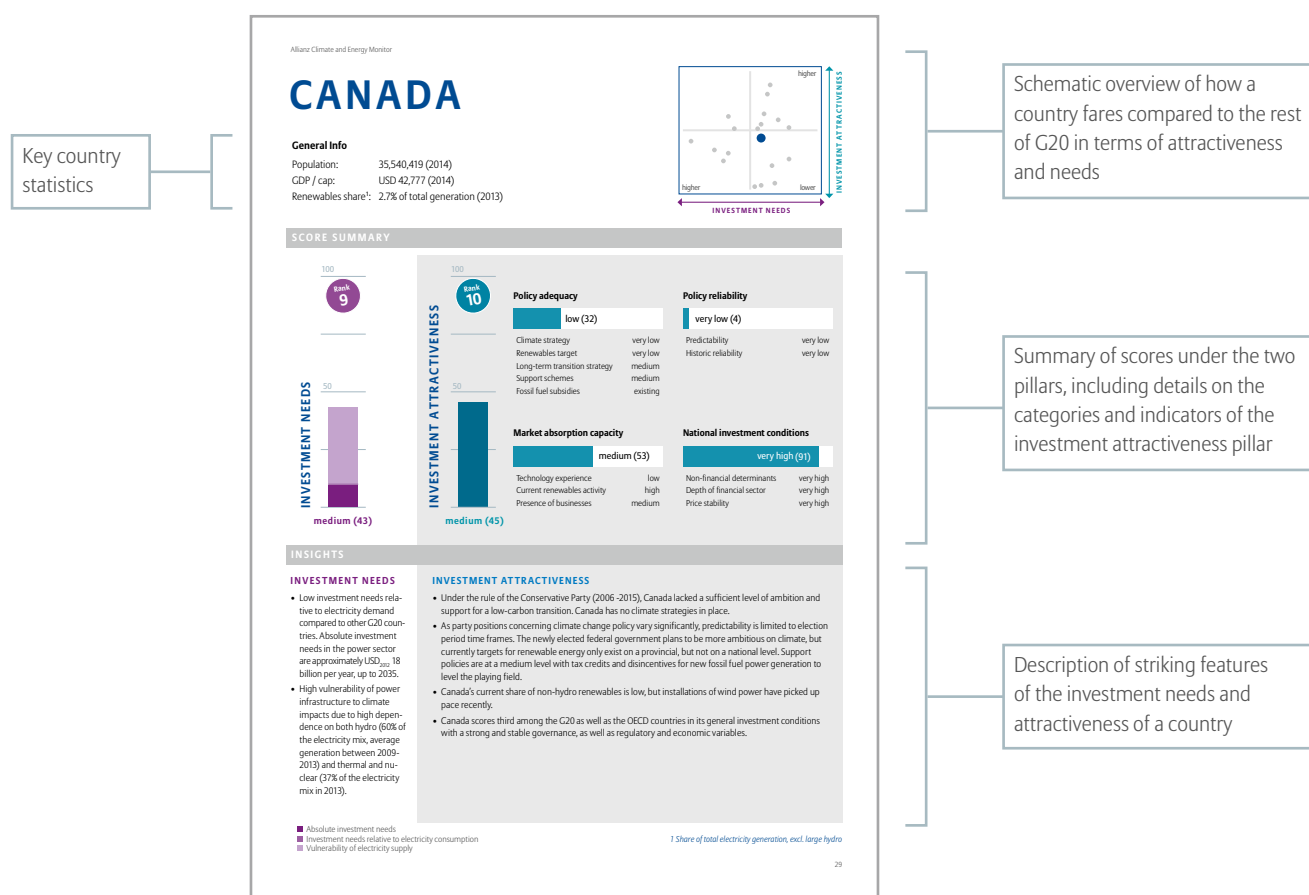 Allianz Climate and Energy Monitor
CANADA
General Info
Population: 35,540,419 (2014)
GDP / cap: USD 42,777 (2014)
Renewables share1: 2.7% of total generation (2013)
higher
higher
lower
INVESTMENT ATTRACTIVENESS
INVESTMENT NEEDS
Key country
statistics
Schematic overview of how a
country fares compared to the rest
of G20 in terms of attractiveness
and needs
SCORE SUMMARY
100
Rank
9
50
INVESTMENT NEEDS
medium (43)
100
Rank
10
50
INVESTMENT ATTRACTIVENESS
medium (45)
Policy adequacy
low (32)
Climate strategy very low
Renewables target very low
Long-term transition strategy medium
Support schemes medium
Fossil fuel subsidies existing
Policy reliability
very low (4)
Predictability very low
Historic reliability very low
Market absorption capacity
medium (53)
Technology experience low
Current renewables activity high
Presence of businesses medium
National investment conditions
very high (91)
Non-financial determinants very high
Depth of financial sector very high
Price stability very high
Summary of scores under the two
pillars, including details on the
categories and indicators of the
investment attractiveness pillar
INSIGHTS
INVESTMENT NEEDS
• Low investment needs rela-
tive to electricity demand
compared to other G20 coun-
tries. Absolute investment
needs in the power sector
are approximately USD2012 18
billion per year, up to 2035.
• High vulnerability of power
infrastructure to climate
impacts due to high depen-
dence on both hydro (60% of
the electricity mix, average
generation between 2009-
2013) and thermal and nu-
clear (37% of the electricity
mix in 2013).
INVESTMENT ATTRACTIVENESS
• Under the rule of the Conservative Party (2006 -2015), Canada lacked a sufficient level of ambition and
support for a low-carbon transition. Canada has no climate strategies in place.
• As party positions concerning climate change policy vary significantly, predictability is limited to election
period time frames. The newly elected federal government plans to be more ambitious on climate, but
currently targets for renewable energy only exist on a provincial, but not on a national level. Support
policies are at a medium level with tax credits and disincentives for new fossil fuel power generation to
level the playing field.
• Canada's current share of non-hydro renewables is low, but installations of wind power have picked up
pace recently.
• Canada scores third among the G20 as well as the OECD countries in its general investment conditions
with a strong and stable governance, as well as regulatory and economic variables.
Description of striking features
of the investment needs and
attractiveness of a country
Absolute investment needs
Investment needs relative to electricity consumption
Vulnerability of electricity supply
1 Share of total electricity generation, excl. large hydro
29